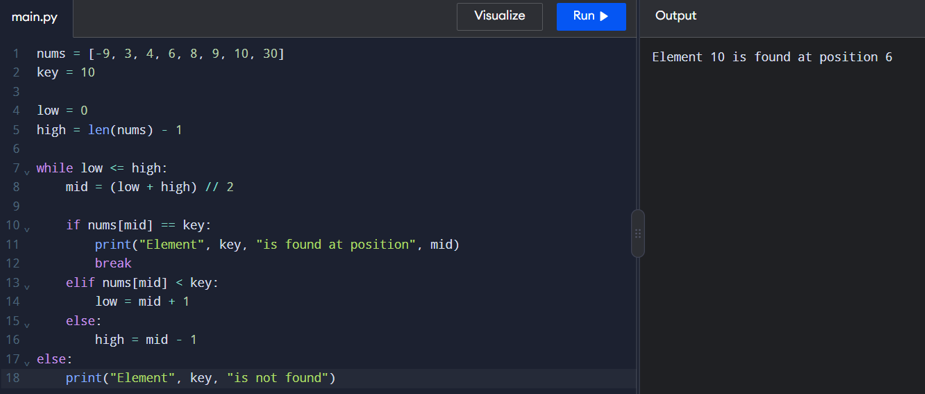 main.py
Visualize
Run
Output
1 nums = [-9, 3, 4, 6, 8, 9, 10, 30]
2 key = 10
3
4 low = 0
5 high = len(nums) - 1
6
7 while low <= high:
8     mid = (low + high) // 2
9
10     if nums[mid] == key:
11         print("Element", key, "is found at position", mid)
12         break
13     elif nums[mid] < key:
14         low = mid + 1
15     else:
16         high = mid - 1
17 else:
18     print("Element", key, "is not found")
Element 10 is found at position 6